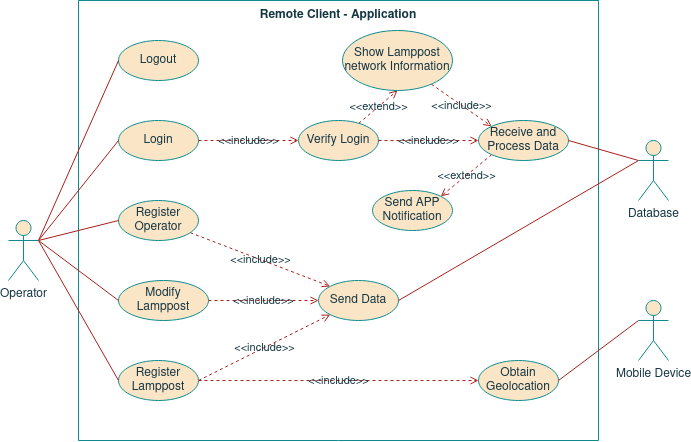 Remote Client - Application
Logout
Show Lamppost
network Information
<<extend>>
<<include>>
Login
<<include>>
Verify Login
<<include>>
Receive and
Process Data
<<extend>>
Send APP
Notification
Database
Register
Operator
<<include>>
Operator
Modify
Lamppost
<<include>>
Send Data
<<include>>
Register
Lamppost
<<include>>
Obtain
Geolocation
Mobile Device